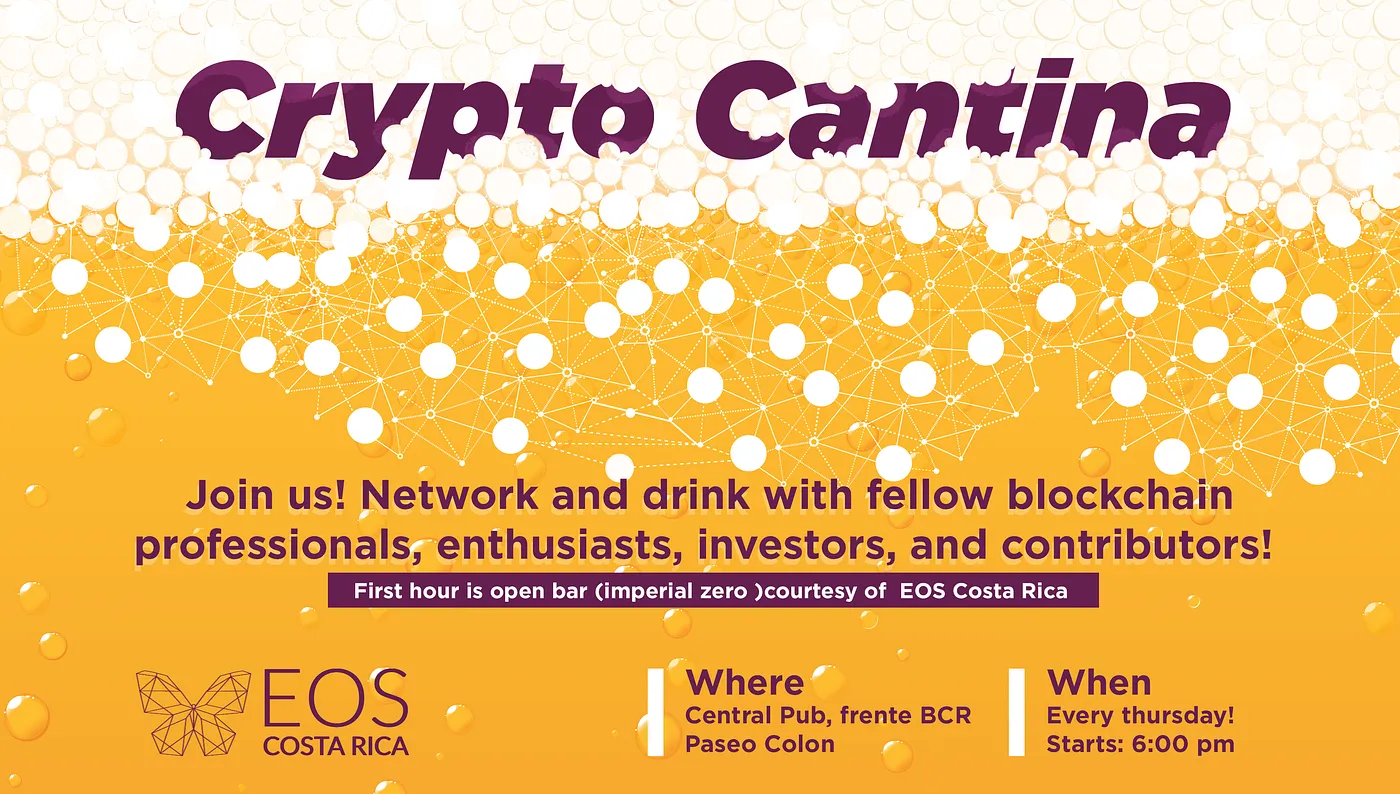 Crypto Cantina
Join us! Network and drink with fellow blockchain
professionals, enthusiasts, investors, and contributors!
First hour is open bar (imperial zero )courtesy of  EOS Costa Rica
EOS
COSTA RICA
Where
Central Pub, frente BCR
Paseo Colon
When
Every thursday!
Starts: 6:00 pm